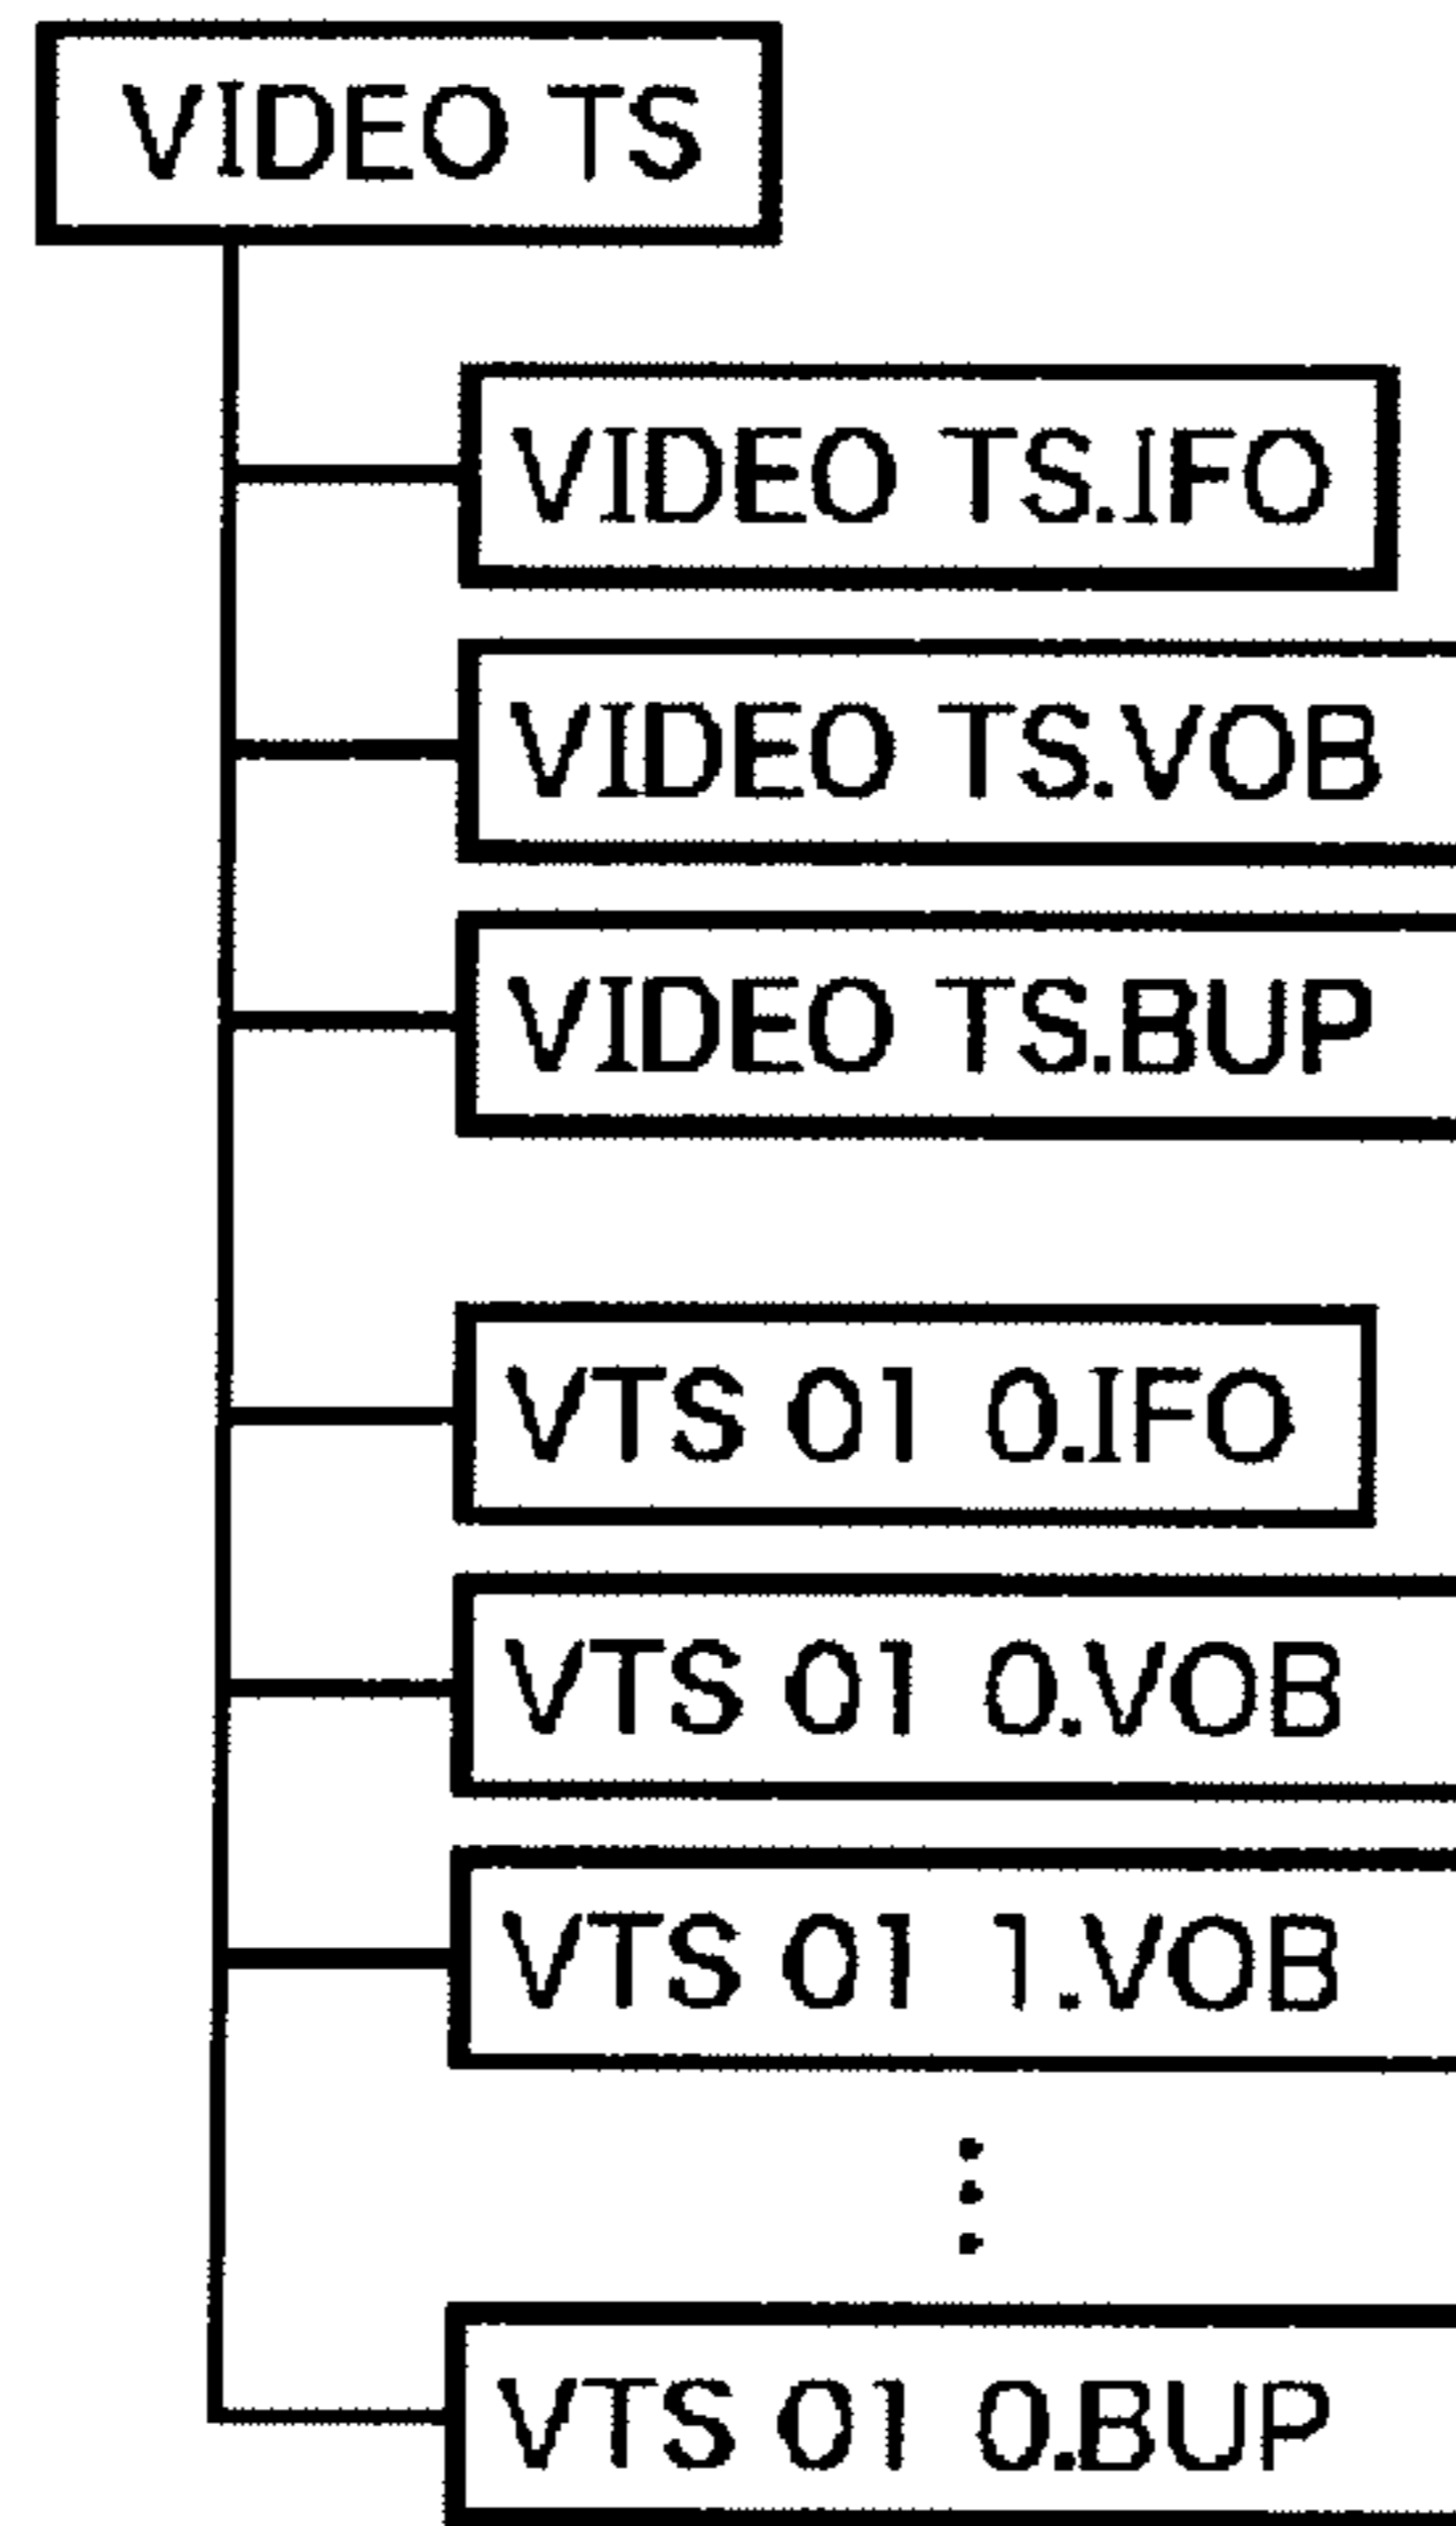 VIDEO TS
VIDEO TS.IFO
VIDEO TS.VOB
VIDEO TS.BUP
VTS 01 0.IFO
VTS 01 0.VOB
VTS 01 1.VOB
VTS 01 0.BUP